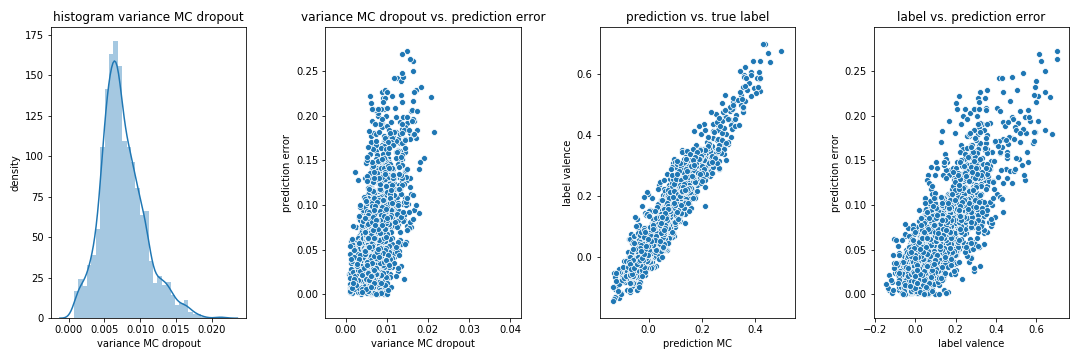 histogram variance MC dropout
175
150
125
100
75
50
25
0
density
0.000 0.005 0.010 0.015 0.020
variance MC dropout
variance MC dropout vs. prediction error
0.25
0.20
0.15
0.10
0.05
0.00
prediction error
0.00 0.01 0.02 0.03 0.04
variance MC dropout
prediction vs. true label
0.6
0.4
0.2
0.0
label valence
0.0 0.2 0.4
prediction MC
label vs. prediction error
0.25
0.20
0.15
0.10
0.05
0.00
prediction error
−0.2 0.0 0.2 0.4 0.6
label valence